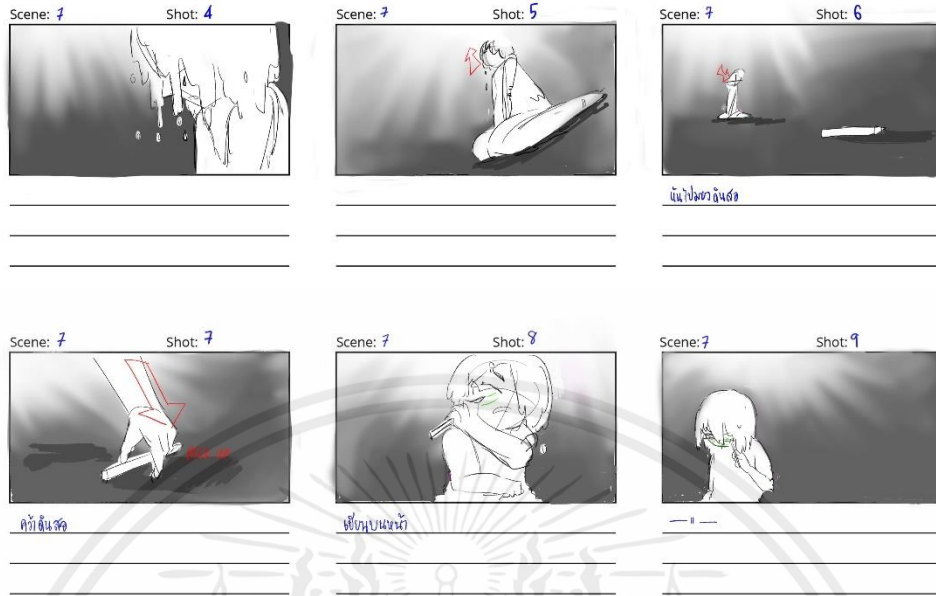 Scene: 7 Shot: 4
Scene: 7 Shot: 5
Scene: 7 Shot: 6
หันไปมองดินสอ
Scene: 7 Shot: 7
คว้าดินสอ
Scene: 7 Shot: 8
เขียนบนหน้า
Scene: 7 Shot: 9
— 11 —